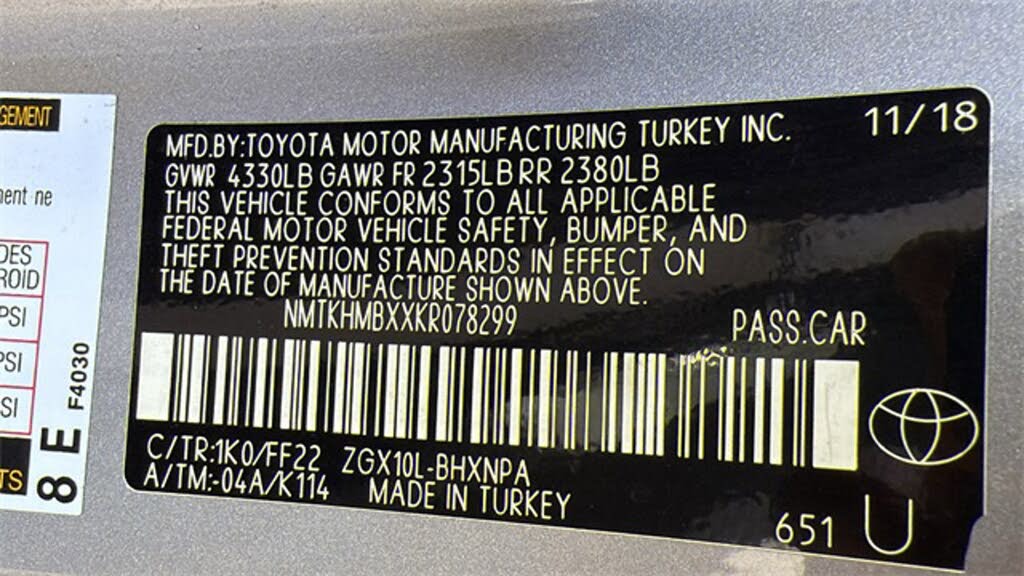 GEMENT
ment ne
DES
ROID
PSI
PSI
SI
TS
8 E F4030
MFD.BY:TOYOTA MOTOR MANUFACTURING TURKEY INC. 11/18
GVWR 4330LB GAWR FR 2315LB RR 2380LB
THIS VEHICLE CONFORMS TO ALL APPLICABLE
FEDERAL MOTOR VEHICLE SAFETY, BUMPER, AND
THEFT PREVENTION STANDARDS IN EFFECT ON
THE DATE OF MANUFACTURE SHOWN ABOVE.
NMTKHMBXXKR078299 PASS.CAR
C/TR:1K0/FF22 ZGX10L-BHXNPA
A/TM:-04A/K114 MADE IN TURKEY
651 U